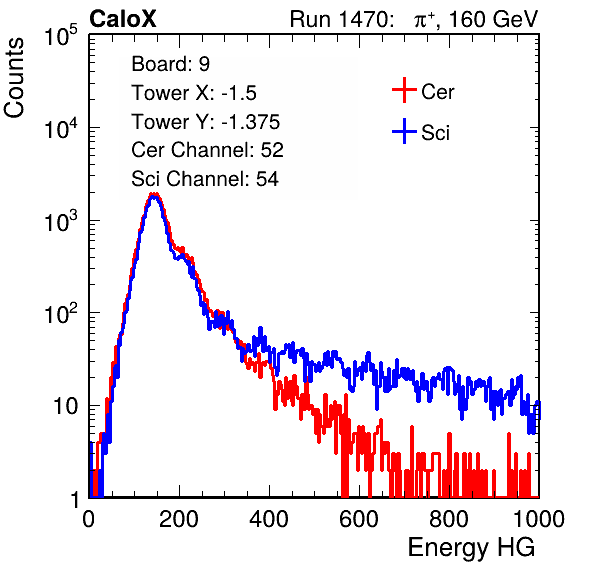 CaloX Run 1470: π⁺, 160 GeV
Counts
10⁵
10⁴
10³
10²
10
1
Board: 9
Tower X: -1.5
Tower Y: -1.375
Cer Channel: 52
Sci Channel: 54
Cer
Sci
0 200 400 600 800 1000
Energy HG